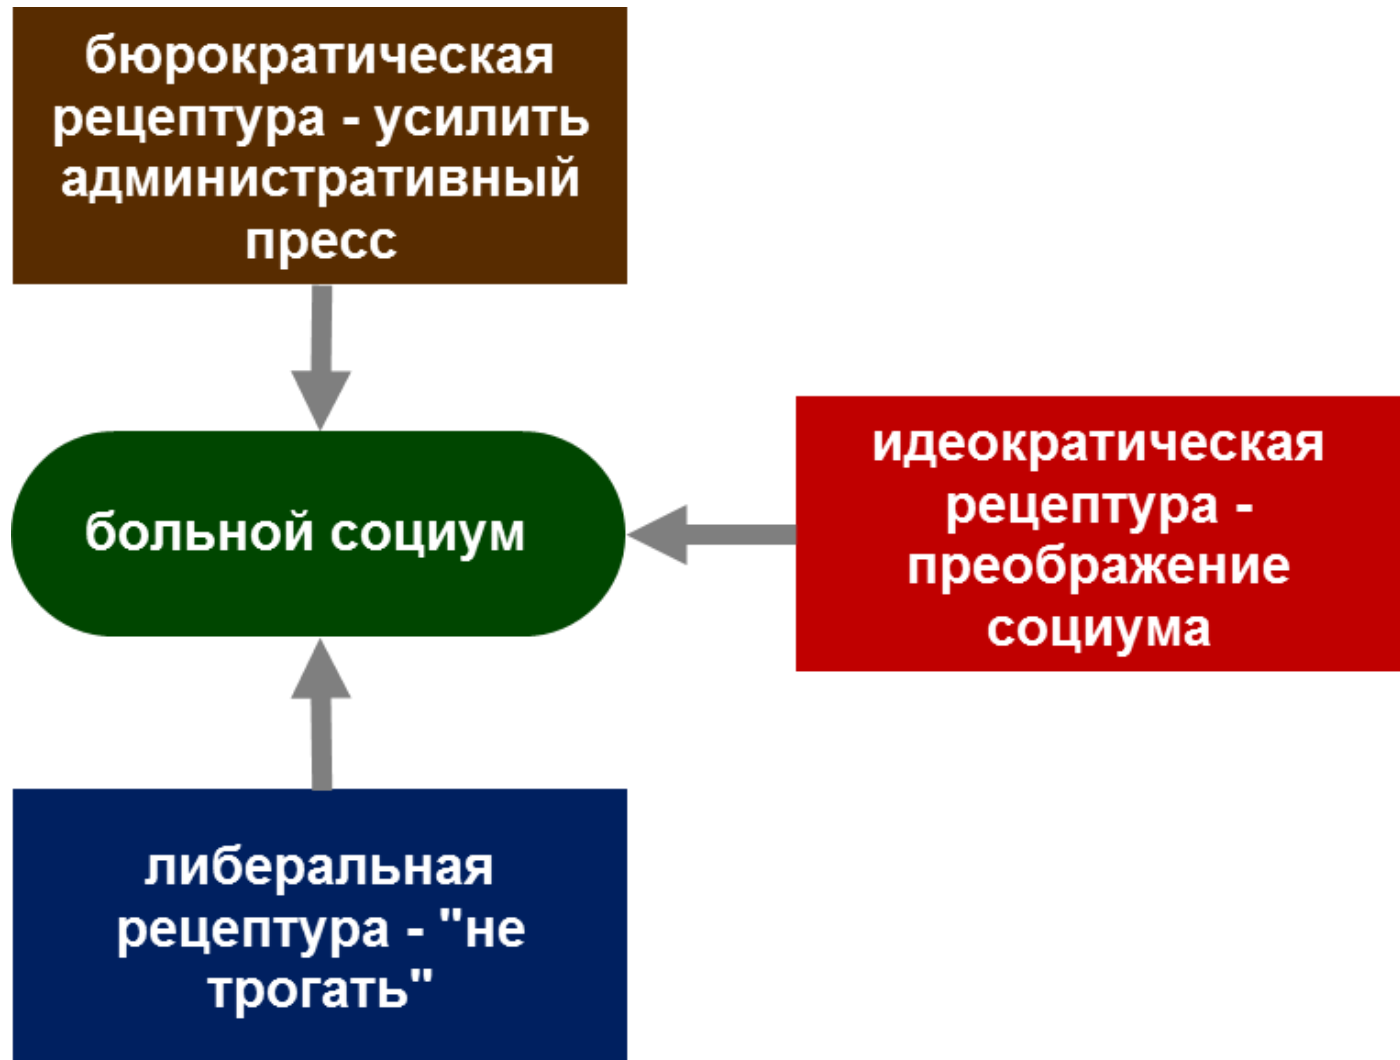 бюрократическая
рецептура - усилить
административный
пресс
больной социум
идеократическая
рецептура -
преображение
социума
либеральная
рецептура - "не
трогать"